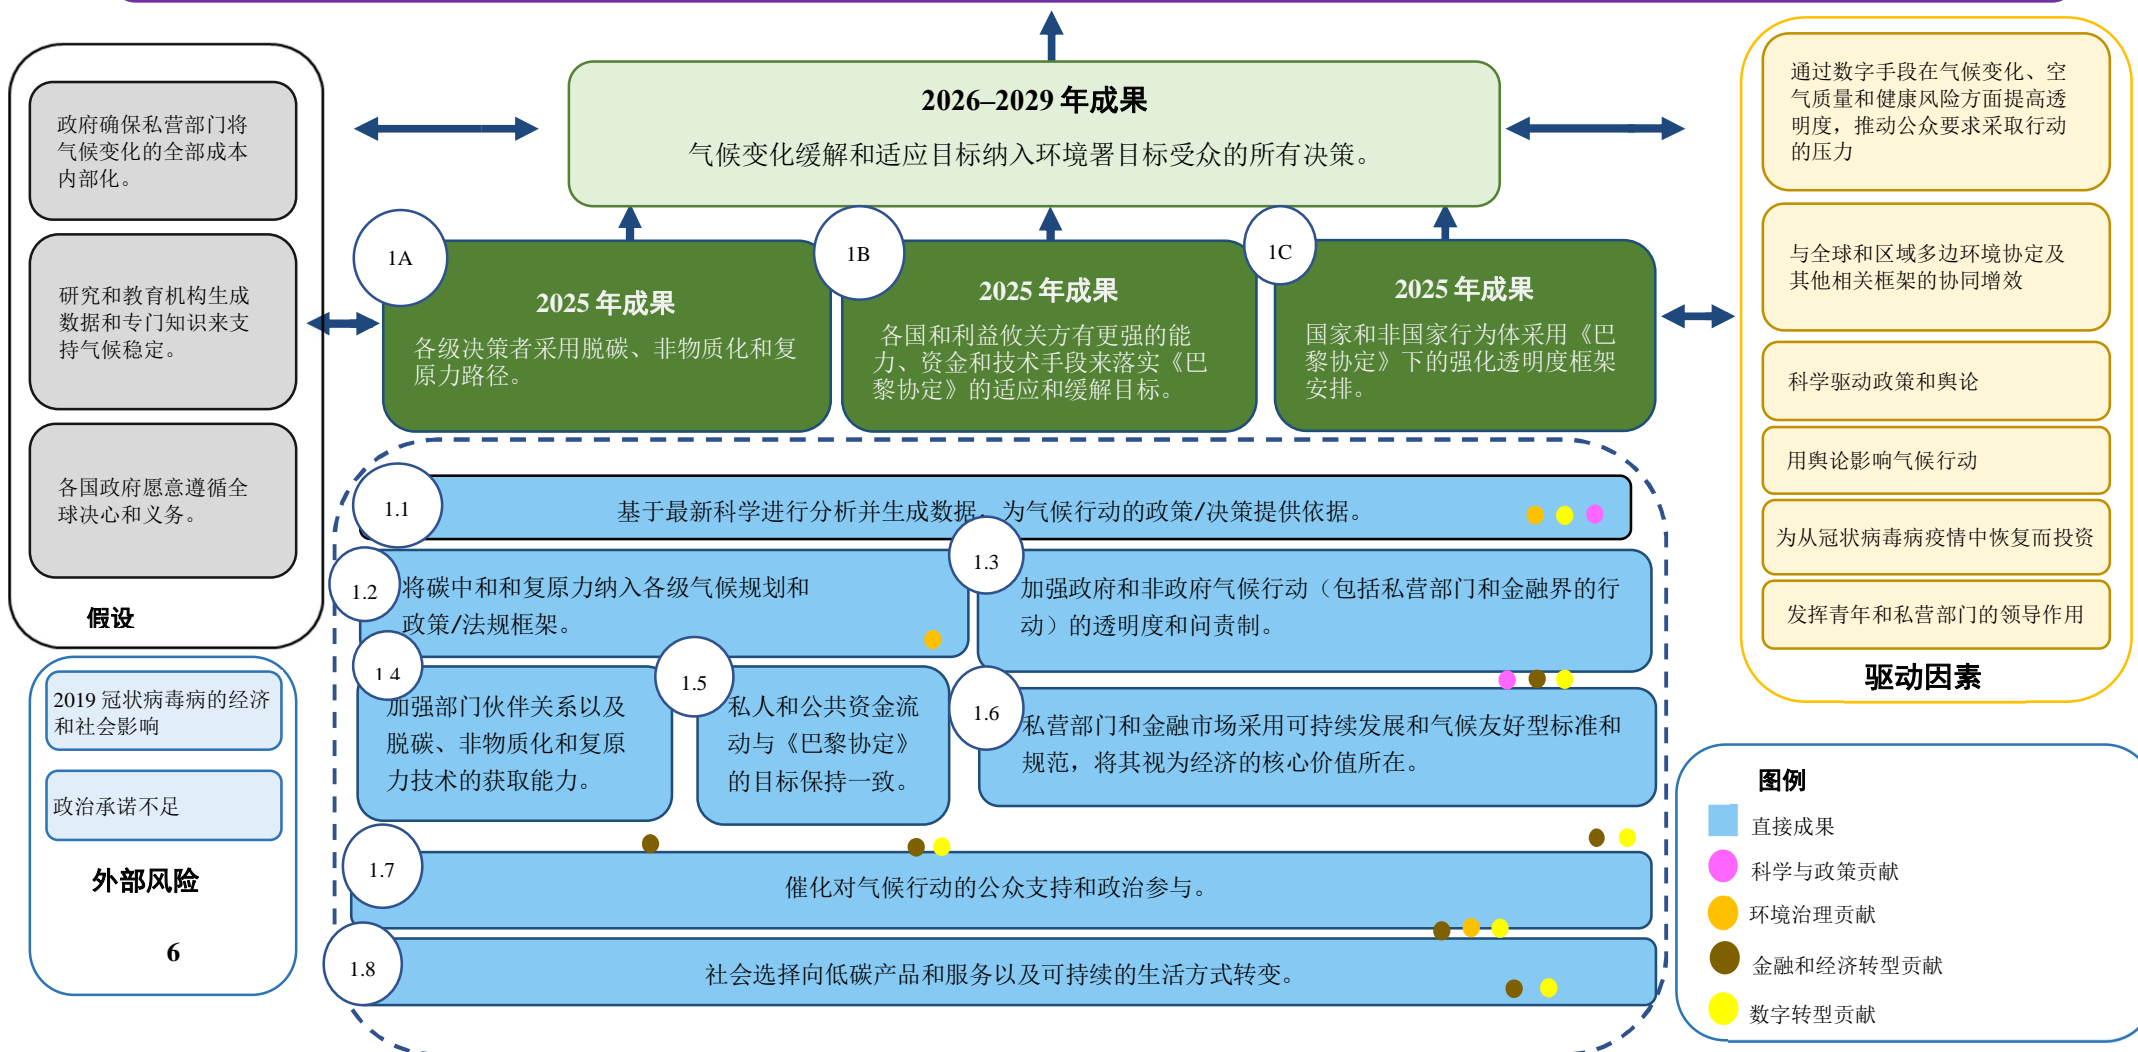 2026–2029 年成果
气候变化缓解和适应目标纳入环境署目标受众的所有决策。
政府确保私营部门将
气候变化的全部成本
内部化。
研究和教育机构生成
数据和专门知识来支
持气候稳定。
各国政府愿意遵循全
球决心和义务。
假设
2019 冠状病毒病的经济
和社会影响
政治承诺不足
外部风险
6
1A
2025 年成果
各级决策者采用脱碳、非物质化和复
原力路径。
1B
2025 年成果
各国和利益攸关方有更强的能
力、资金和技术手段来落实《巴
黎协定》的适应和缓解目标。
1C
2025 年成果
国家和非国家行为体采用《巴
黎协定》下的强化透明度框架
安排。
1.1
基于最新科学进行分析并生成数据，为气候行动的政策/决策提供依据。
1.2
将碳中和和复原力纳入各级气候规划和
政策/法规框架。
1.3
加强政府和非政府气候行动（包括私营部门和金融界的行
动）的透明度和问责制。
1.4
加强部门伙伴关系以及
脱碳、非物质化和复原
力技术的获取能力。
1.5
私人和公共资金流
动与《巴黎协定》
的目标保持一致。
1.6
私营部门和金融市场采用可持续发展和气候友好型标准和
规范，将其视为经济的核心价值所在。
1.7
催化对气候行动的公众支持和政治参与。
1.8
社会选择向低碳产品和服务以及可持续的生活方式转变。
通过数字手段在气候变化、空
气质量和健康风险方面提高透
明度，推动公众要求采取行动
的压力
与全球和区域多边环境协定及
其他相关框架的协同增效
科学驱动政策和舆论
用舆论影响气候行动
为从冠状病毒病疫情中恢复而投资
发挥青年和私营部门的领导作用
驱动因素
图例
直接成果
科学与政策贡献
环境治理贡献
金融和经济转型贡献
数字转型贡献